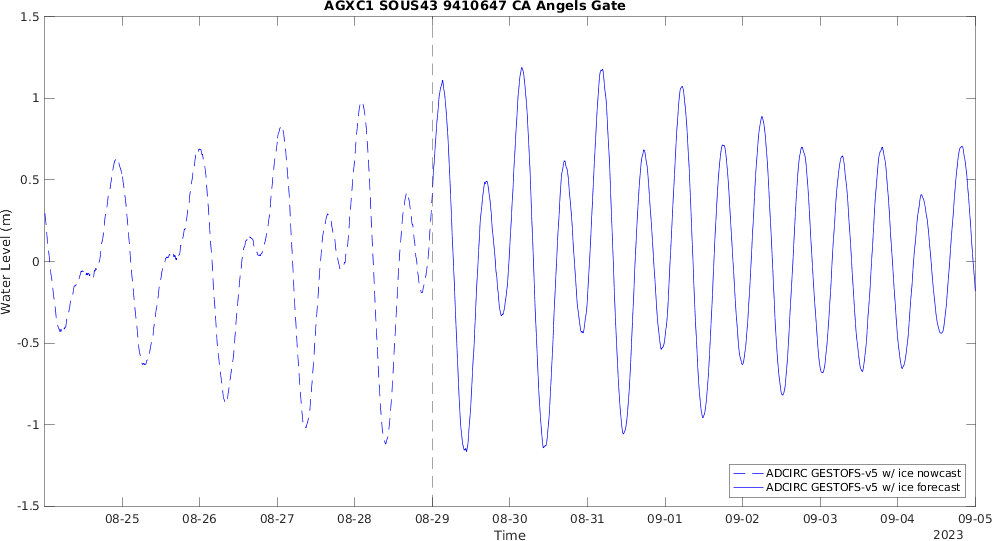 AGXC1 SOUS43 9410647 CA Angels Gate
1.5
1
0.5
0
-0.5
-1
-1.5
Water Level (m)
ADCIRC GESTOFS-v5 w/ ice nowcast
ADCIRC GESTOFS-v5 w/ ice forecast
08-25 08-26 08-27 08-28 08-29 08-30 08-31 09-01 09-02 09-03 09-04 09-05
Time
2023